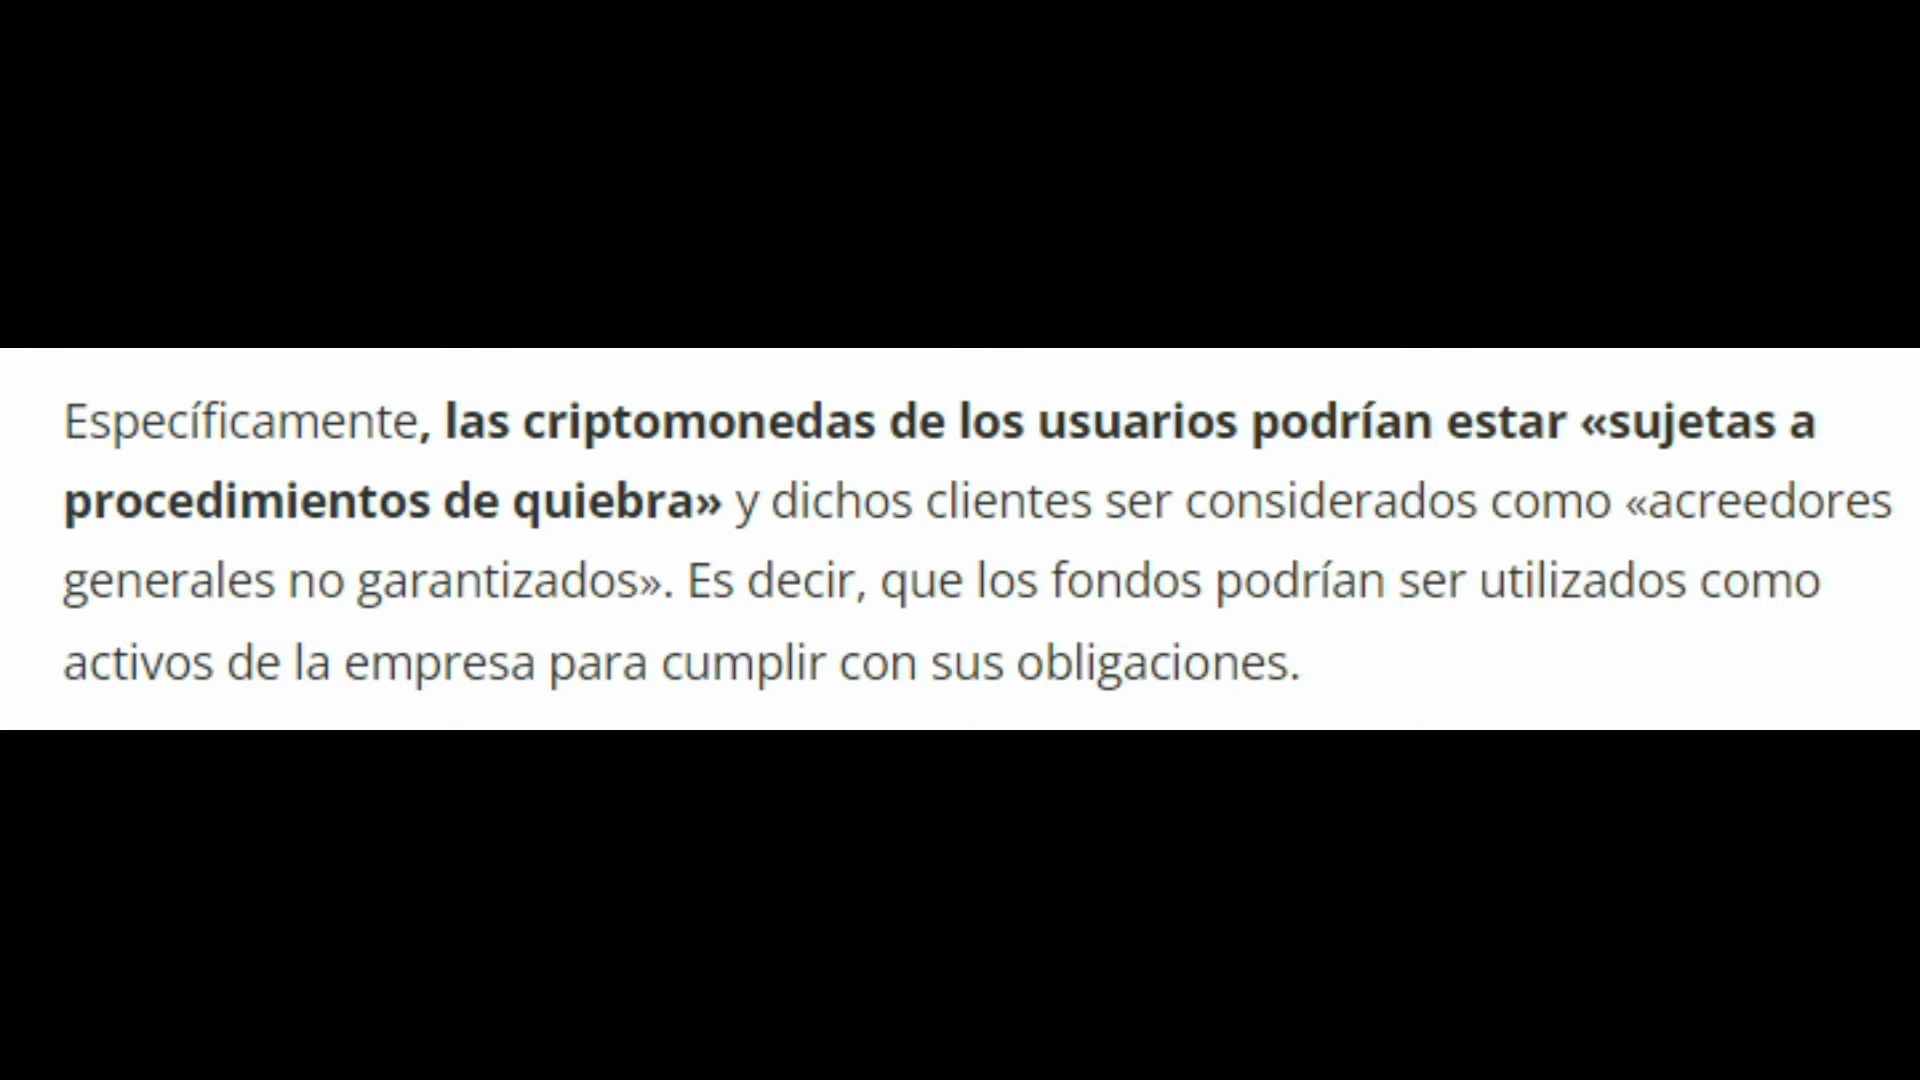 Específicamente, las criptomonedas de los usuarios podrían estar «sujetas a
procedimientos de quiebra» y dichos clientes ser considerados como «acreedores
generales no garantizados». Es decir, que los fondos podrían ser utilizados como
activos de la empresa para cumplir con sus obligaciones.